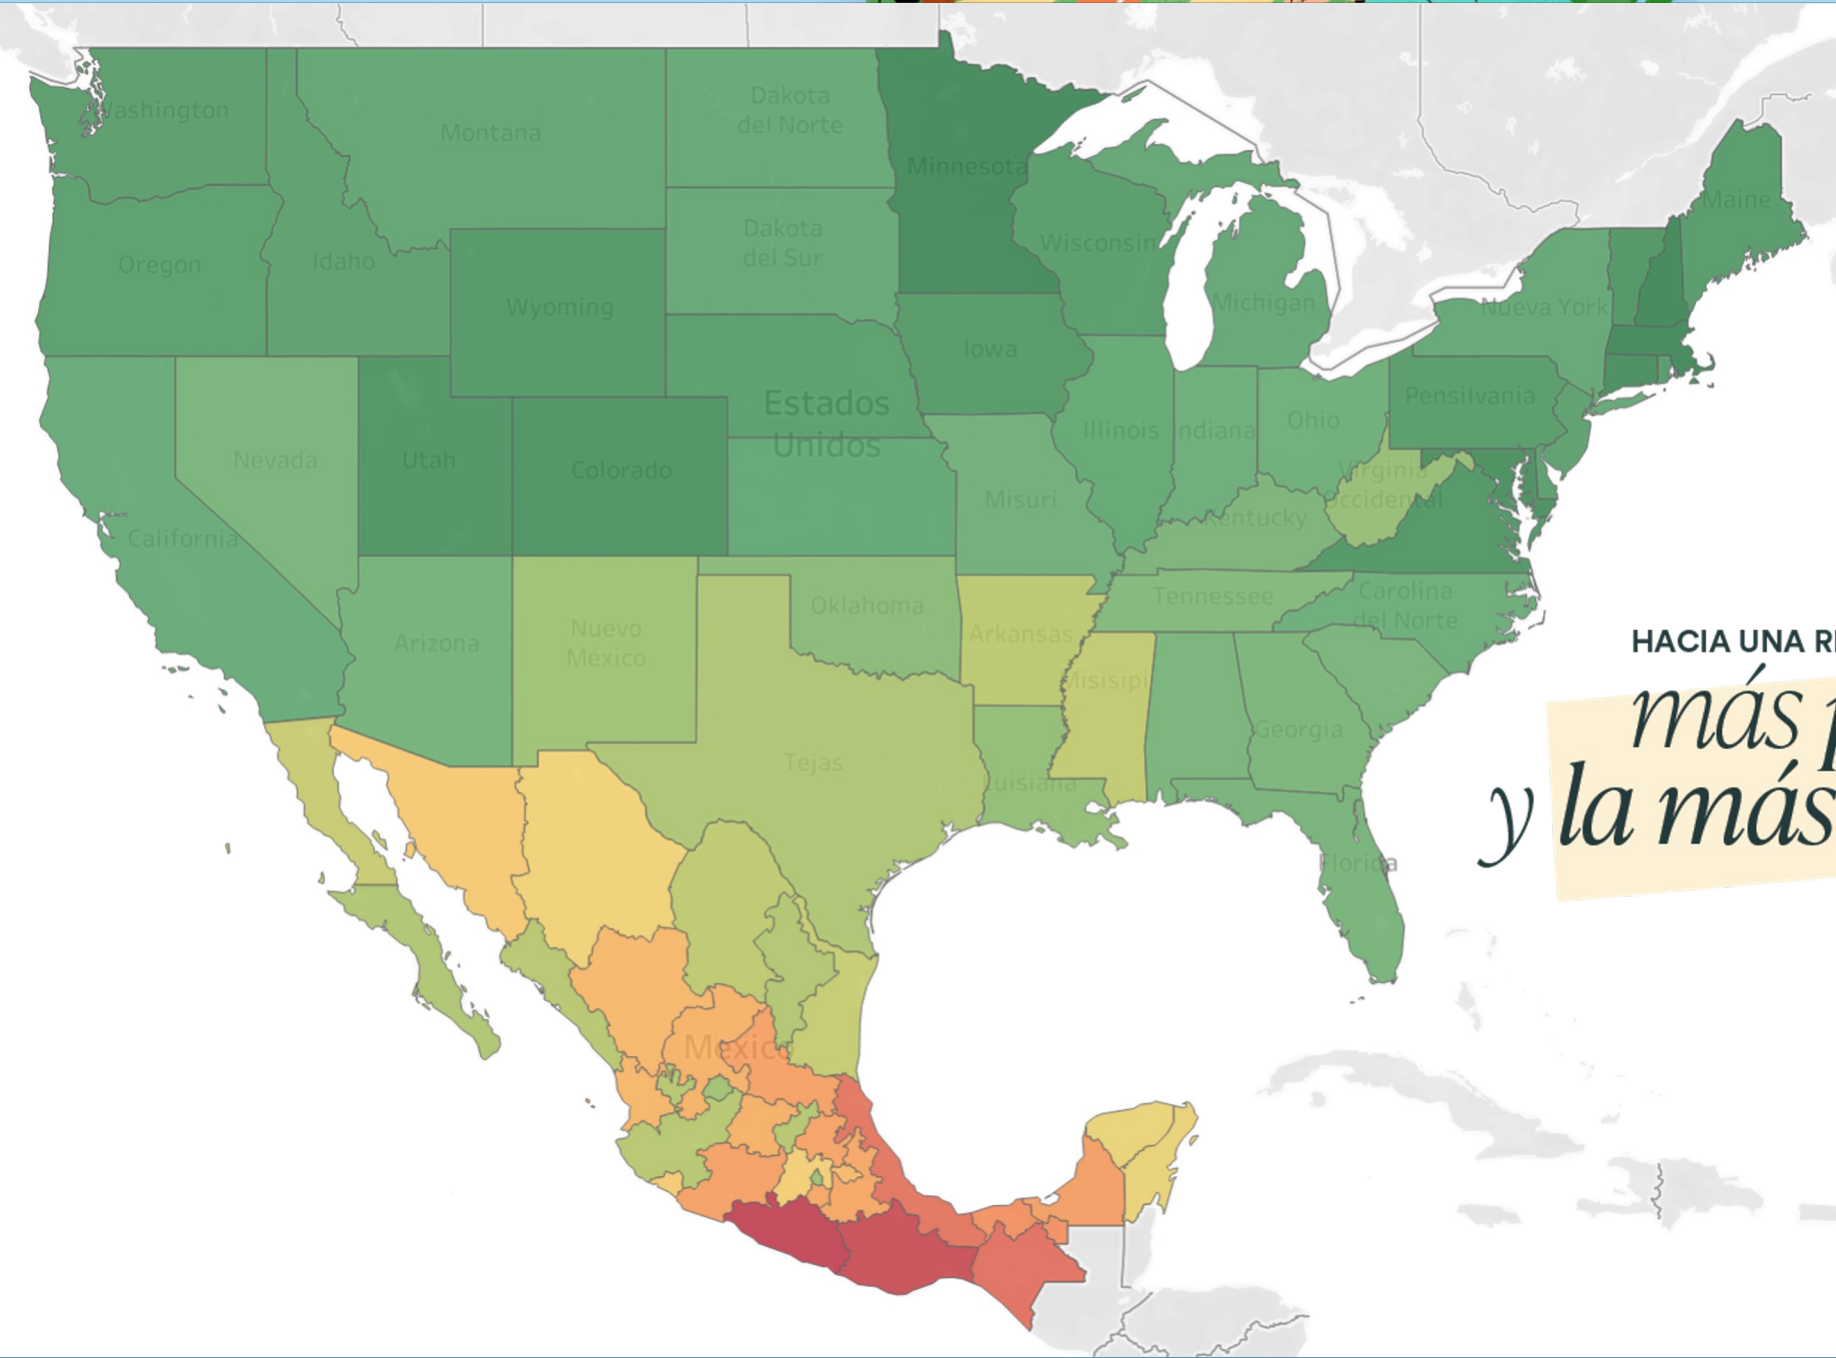 Washington
Montana
Dakota
del Norte
Minnesota
Maine
Oregon
Idaho
Dakota
del Sur
Wisconsin
Wyoming
Michigan
Nueva York
Iowa
Pensilvania
Estados
Unidos
Nevada
Utah
Colorado
Illinois
Indiana
Ohio
Virginia
Occidental
Misuri
Kentucky
California
Arizona
Nuevo
México
Oklahoma
Arkansas
Tennessee
Carolina
del Norte
Misisipi
Georgia
Tejas
Luisiana
Florida
México
HACIA UNA
más
y la más